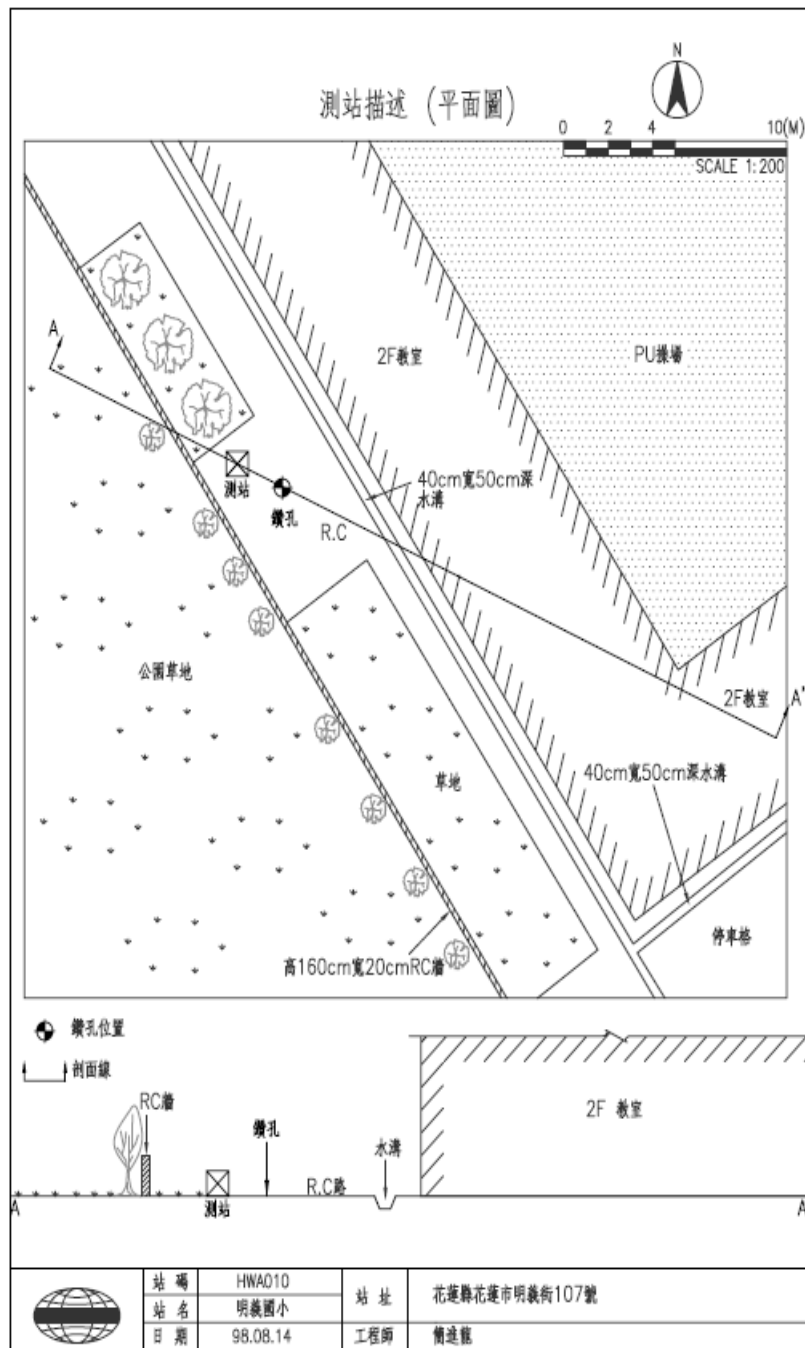 N
測站描述 (平面圖)
0 2 4 10(M)
SCALE 1:200
A
2F教室
PU操場
40cm寬50cm深
水溝
測站
鑽孔
R.C
公園草地
2F教室
A'
草地
40cm寬50cm深水溝
停車格
高160cm寬20cmRC牆
鑽孔位置
剖面線
RC牆
鑽孔
水溝
2F 教室
R.C路
測站
A
A
站 碼 HWA010
站 址 花蓮縣花蓮市明義街107號
站 名 明義國小
日 期 98.08.14
工程師 簡進龍